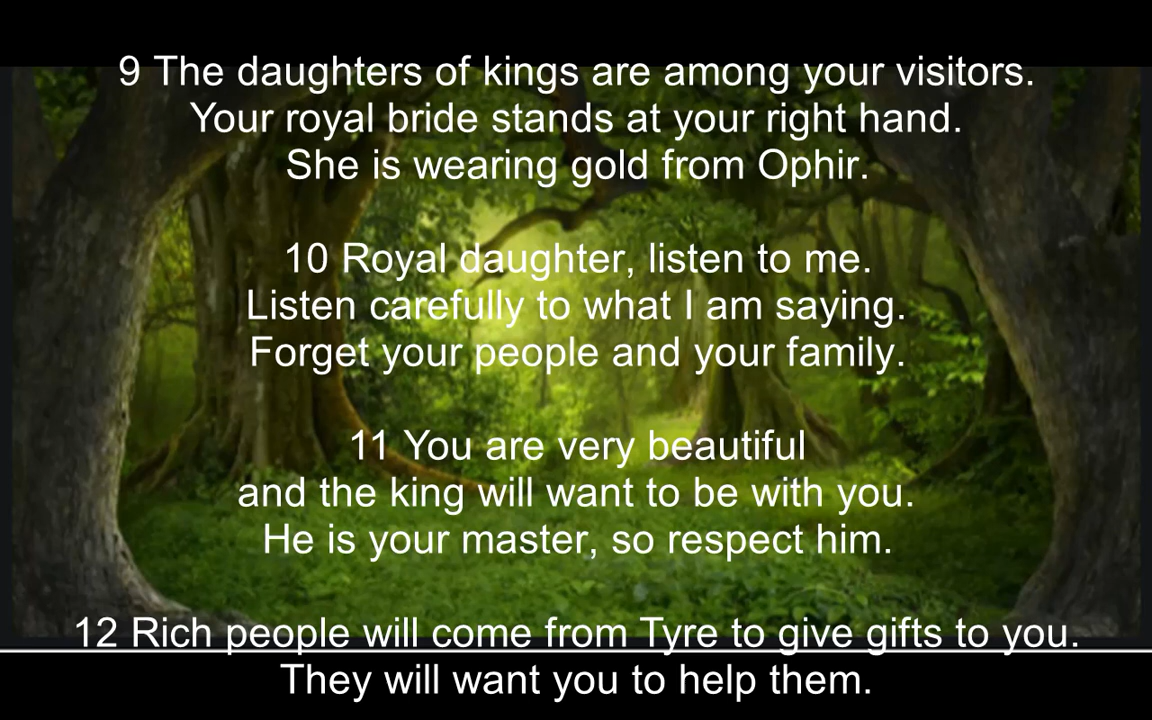 9 The daughters of kings are among your visitors.
Your royal bride stands at your right hand.
She is wearing gold from Ophir.
10 Royal daughter, listen to me.
Listen carefully to what I am saying.
Forget your people and your family.
11 You are very beautiful
and the king will want to be with you.
He is your master, so respect him.
12 Rich people will come from Tyre to give gifts to you.
They will want you to help them.